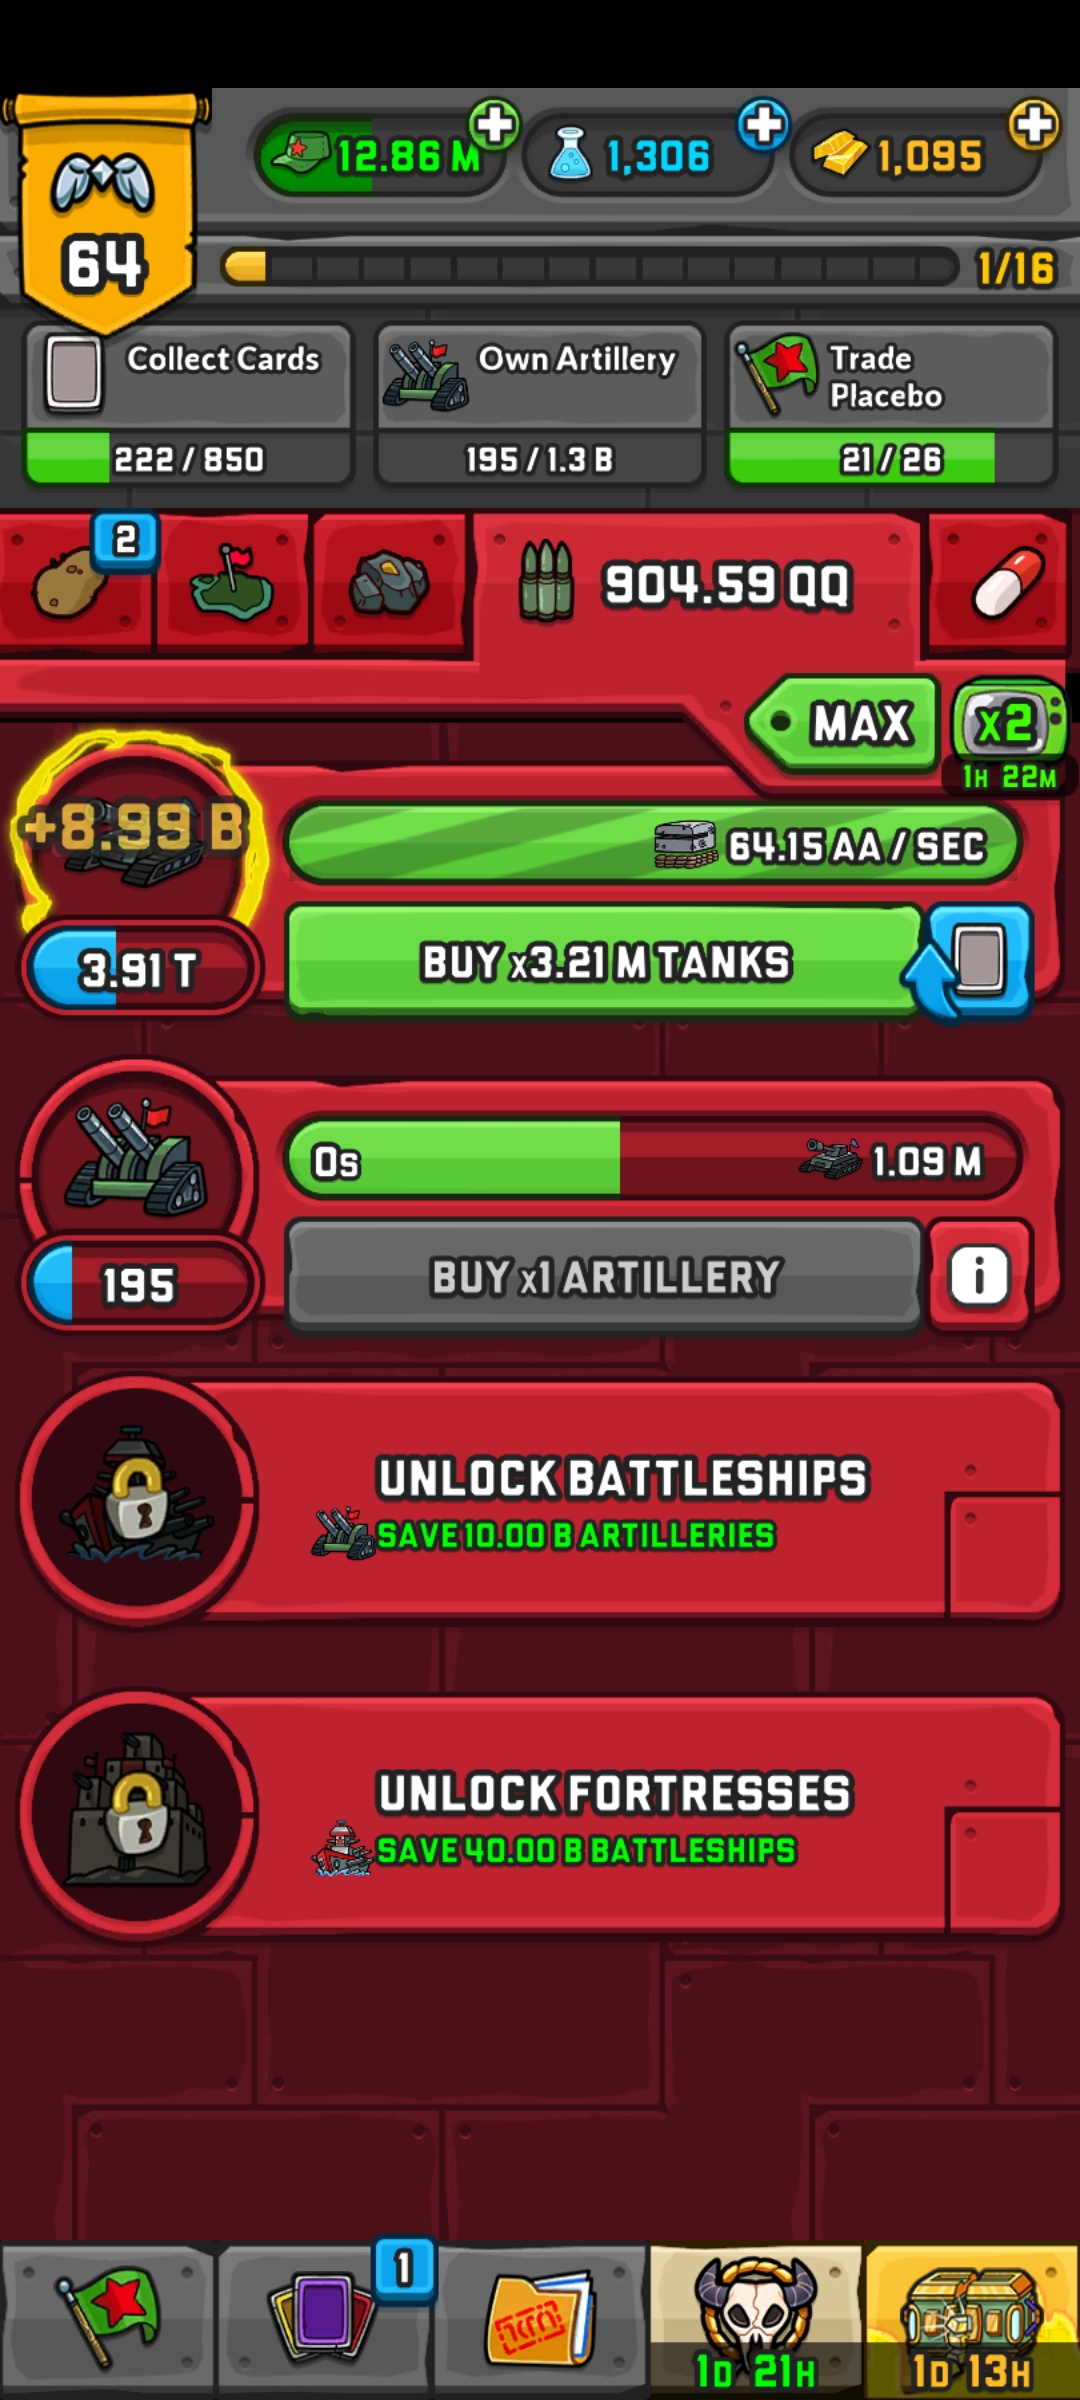 64
12.86 M
1,306
1,095
1/16
Collect Cards
222 / 850
Own Artillery
195 / 1.3 B
Trade
Placebo
21 / 26
2
904.59 QQ
MAX
x2
1H 22M
+8.99 B
64.15 AA / SEC
3.91 T
BUY x3.21 M TANKS
0s
1.09 M
195
BUY x1 ARTILLERY
i
UNLOCK BATTLESHIPS
SAVE 10.00 B ARTILLERIES
UNLOCK FORTRESSES
SAVE 40.00 B BATTLESHIPS
1
1D 21H
1D 13H